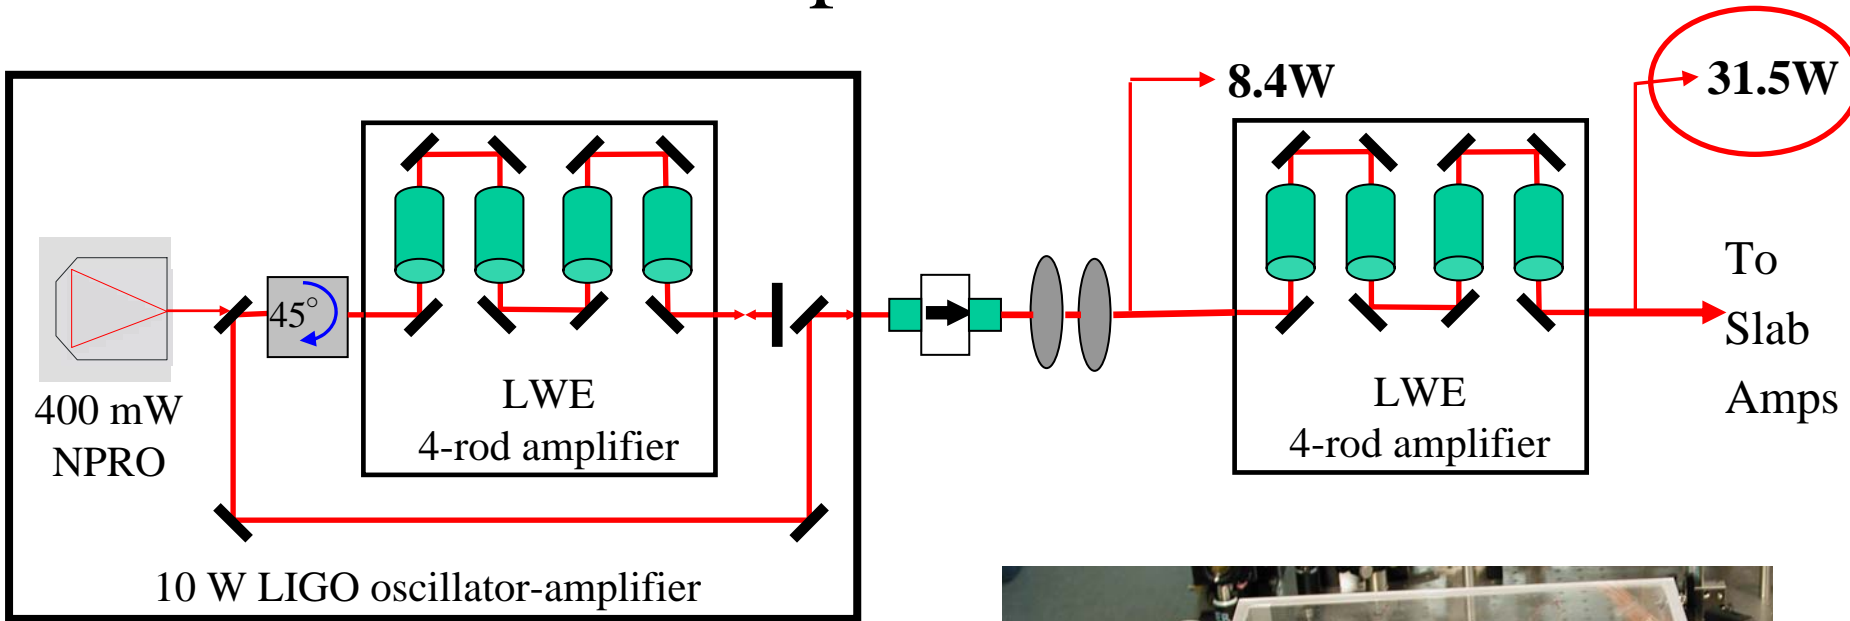 8.4W
31.5W
45°
400 mW
NPRO
LWE
4-rod amplifier
LWE
4-rod amplifier
To
Slab
Amps
10 W LIGO oscillator-amplifier